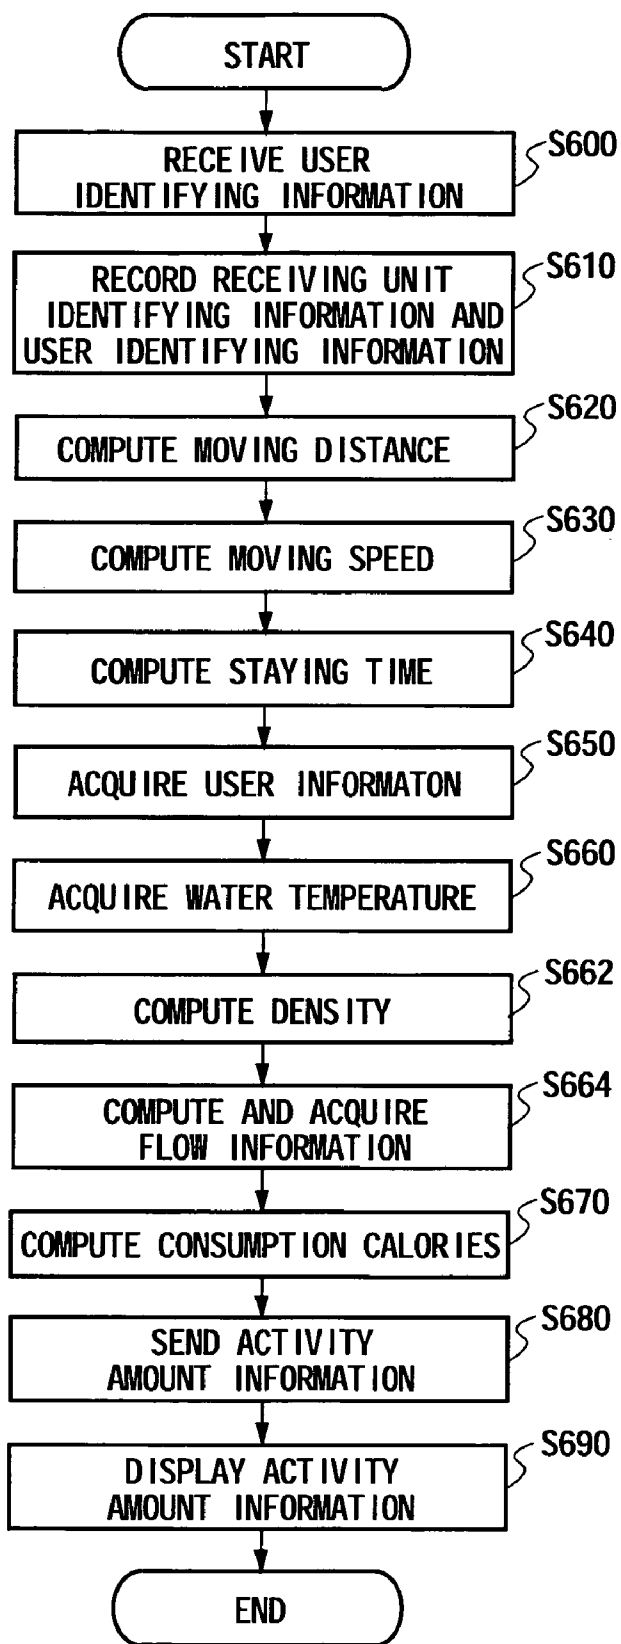 START
RECEIVE USER
IDENTIFYING INFORMATION
S600
RECORD RECEIVING UNIT
IDENTIFYING INFORMATION AND
USER IDENTIFYING INFORMATION
S610
COMPUTE MOVING DISTANCE
S620
COMPUTE MOVING SPEED
S630
COMPUTE STAYING TIME
S640
ACQUIRE USER INFORMATON
S650
ACQUIRE WATER TEMPERATURE
S660
COMPUTE DENSITY
S662
COMPUTE AND ACQUIRE
FLOW INFORMATION
S664
COMPUTE CONSUMPTION CALORIES
S670
SEND ACTIVITY
AMOUNT INFORMATION
S680
DISPLAY ACTIVITY
AMOUNT INFORMATION
S690
END